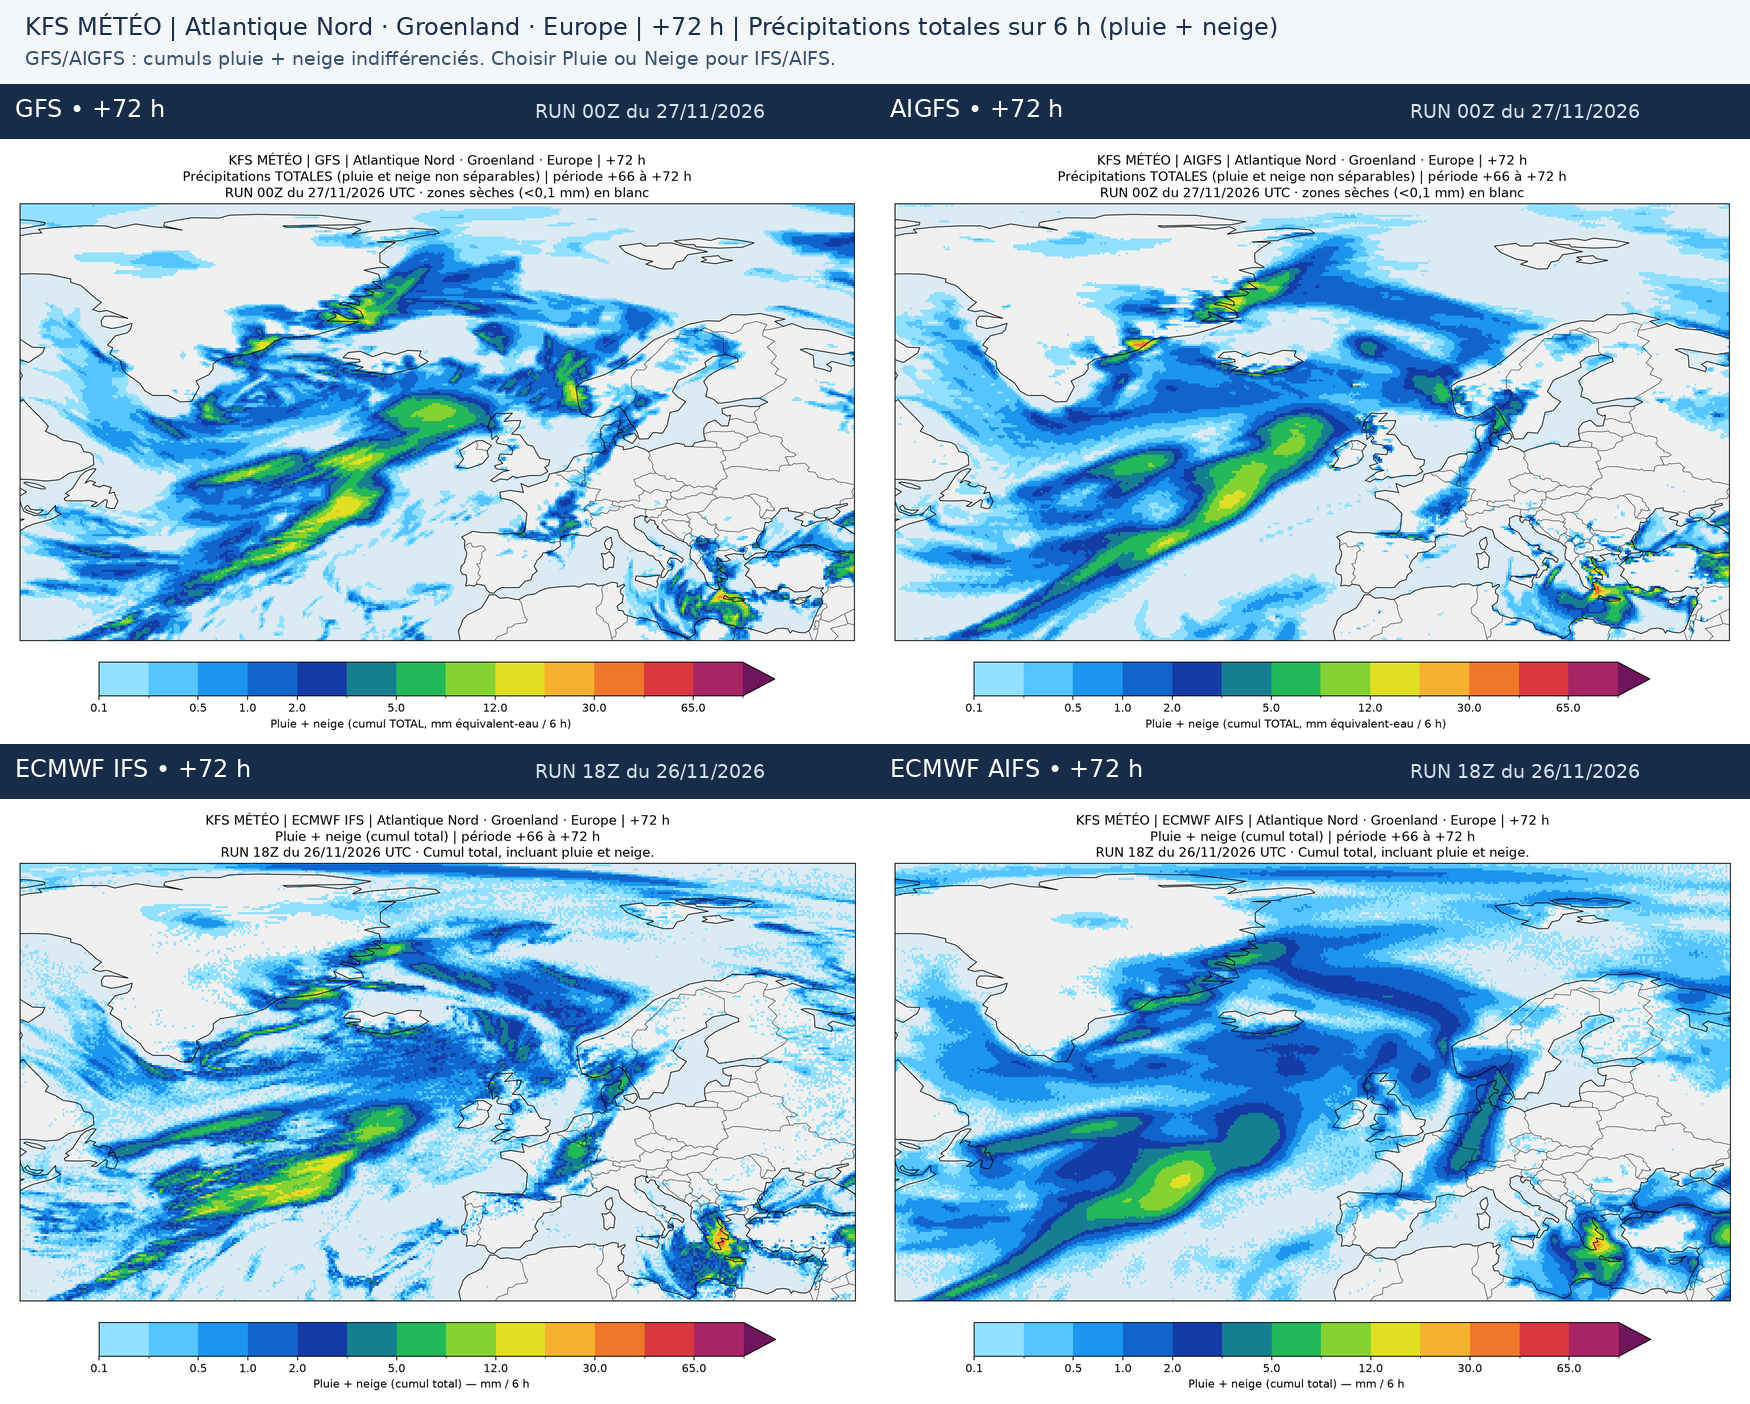 KFS MÉTÉO | Atlantique Nord · Groenland · Europe | +72 h | Précipitations totales sur 6 h (pluie + neige)
GFS/AIGFS : cumuls pluie + neige indifférenciés. Choisir Pluie ou Neige pour IFS/AIFS.
GFS • +72 h
RUN 00Z du 27/11/2026
KFS MÉTÉO | GFS | Atlantique Nord · Groenland · Europe | +72 h
Précipitations TOTALES (pluie et neige non séparables) | période +66 à +72 h
RUN 00Z du 27/11/2026 UTC · zones sèches (<0,1 mm) en blanc
0.1 0.5 1.0 2.0 5.0 12.0 30.0 65.0
Pluie + neige (cumul TOTAL, mm équivalent-eau / 6 h)
AIGFS • +72 h
RUN 00Z du 27/11/2026
KFS MÉTÉO | AIGFS | Atlantique Nord · Groenland · Europe | +72 h
Précipitations TOTALES (pluie et neige non séparables) | période +66 à +72 h
RUN 00Z du 27/11/2026 UTC · zones sèches (<0,1 mm) en blanc
0.1 0.5 1.0 2.0 5.0 12.0 30.0 65.0
Pluie + neige (cumul TOTAL, mm équivalent-eau / 6 h)
ECMWF IFS • +72 h
RUN 18Z du 26/11/2026
KFS MÉTÉO | ECMWF IFS | Atlantique Nord · Groenland · Europe | +72 h
Pluie + neige (cumul total) | période +66 à +72 h
RUN 18Z du 26/11/2026 UTC · Cumul total, incluant pluie et neige.
0.1 0.5 1.0 2.0 5.0 12.0 30.0 65.0
Pluie + neige (cumul total) — mm / 6 h
ECMWF AIFS • +72 h
RUN 18Z du 26/11/2026
KFS MÉTÉO | ECMWF AIFS | Atlantique Nord · Groenland · Europe | +72 h
Pluie + neige (cumul total) | période +66 à +72 h
RUN 18Z du 26/11/2026 UTC · Cumul total, incluant pluie et neige.
0.1 0.5 1.0 2.0 5.0 12.0 30.0 65.0
Pluie + neige (cumul total) — mm / 6 h